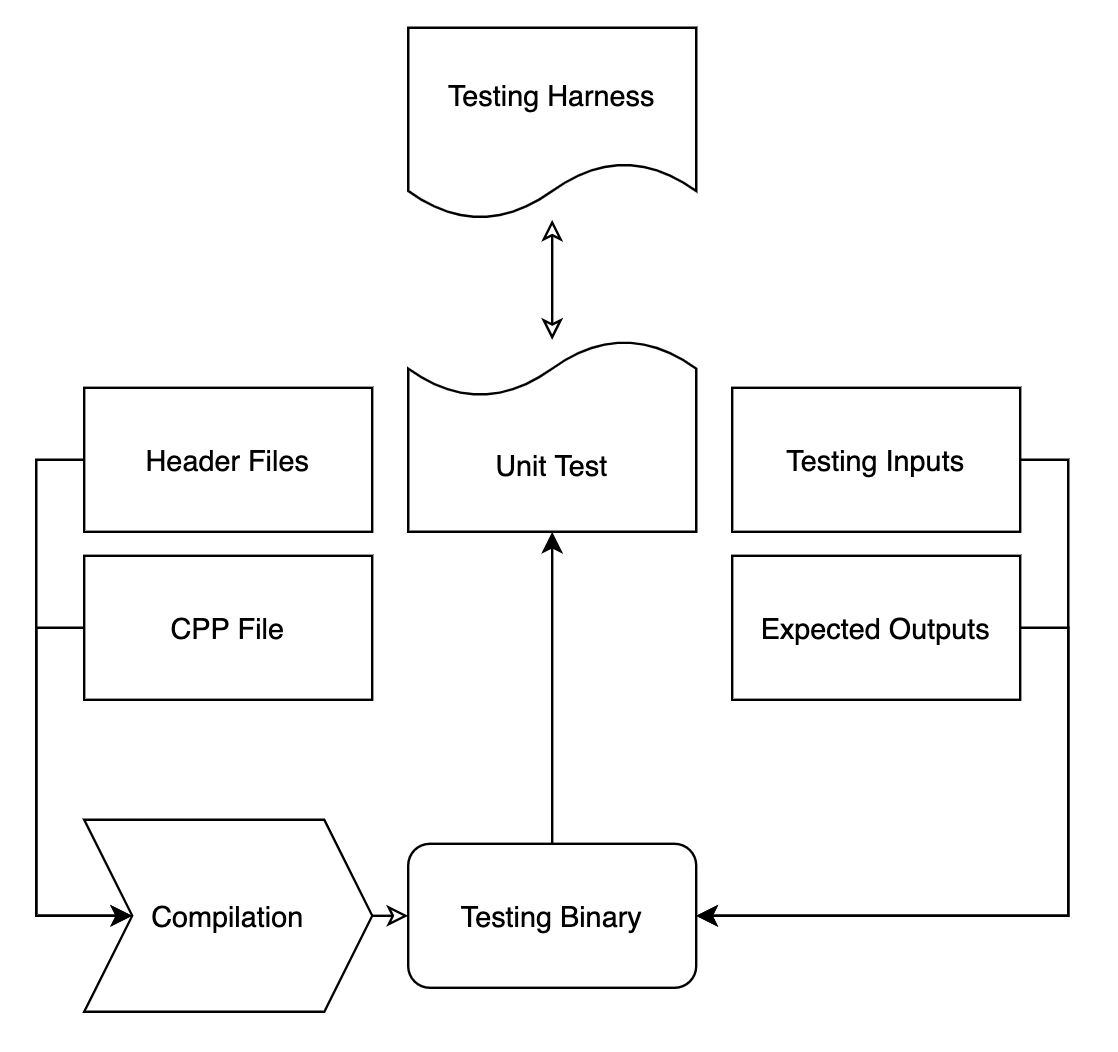 Testing Harness
Header Files
Unit Test
Testing Inputs
CPP File
Expected Outputs
Compilation
Testing Binary